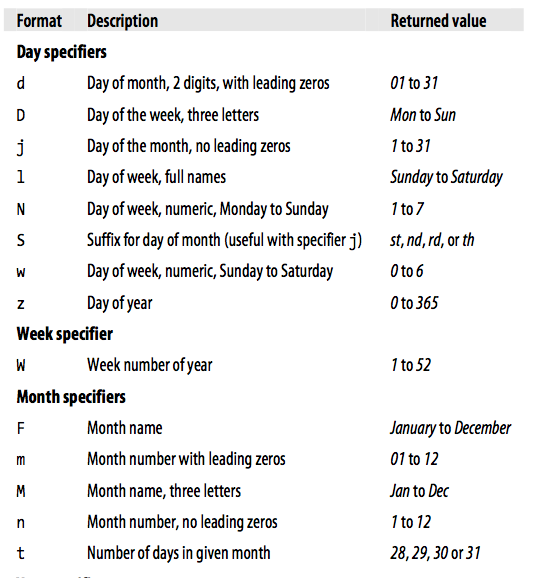 Format Description Returned value
Day specifiers
d Day of month, 2 digits, with leading zeros 01 to 31
D Day of the week, three letters Mon to Sun
j Day of the month, no leading zeros 1 to 31
l Day of week, full names Sunday to Saturday
N Day of week, numeric, Monday to Sunday 1 to 7
S Suffix for day of month (useful with specifier j) st, nd, rd, or th
w Day of week, numeric, Sunday to Saturday 0 to 6
z Day of year 0 to 365
Week specifier
W Week number of year 1 to 52
Month specifiers
F Month name January to December
m Month number with leading zeros 01 to 12
M Month name, three letters Jan to Dec
n Month number, no leading zeros 1 to 12
t Number of days in given month 28, 29, 30 or 31